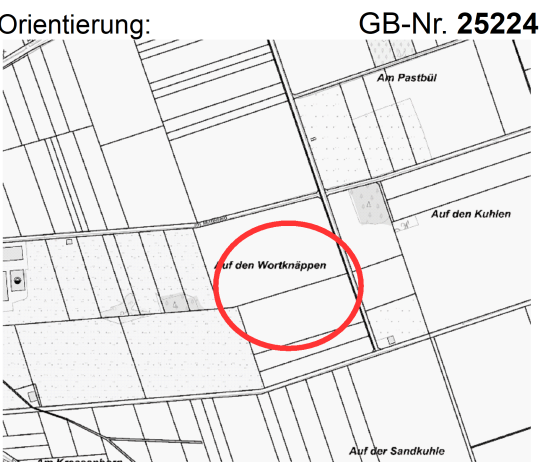 Orientierung:
GB-Nr. 25224
Am Pastbül
Auf den Kuhlen
Auf den Wortknäppen
Auf der Sandkuhle